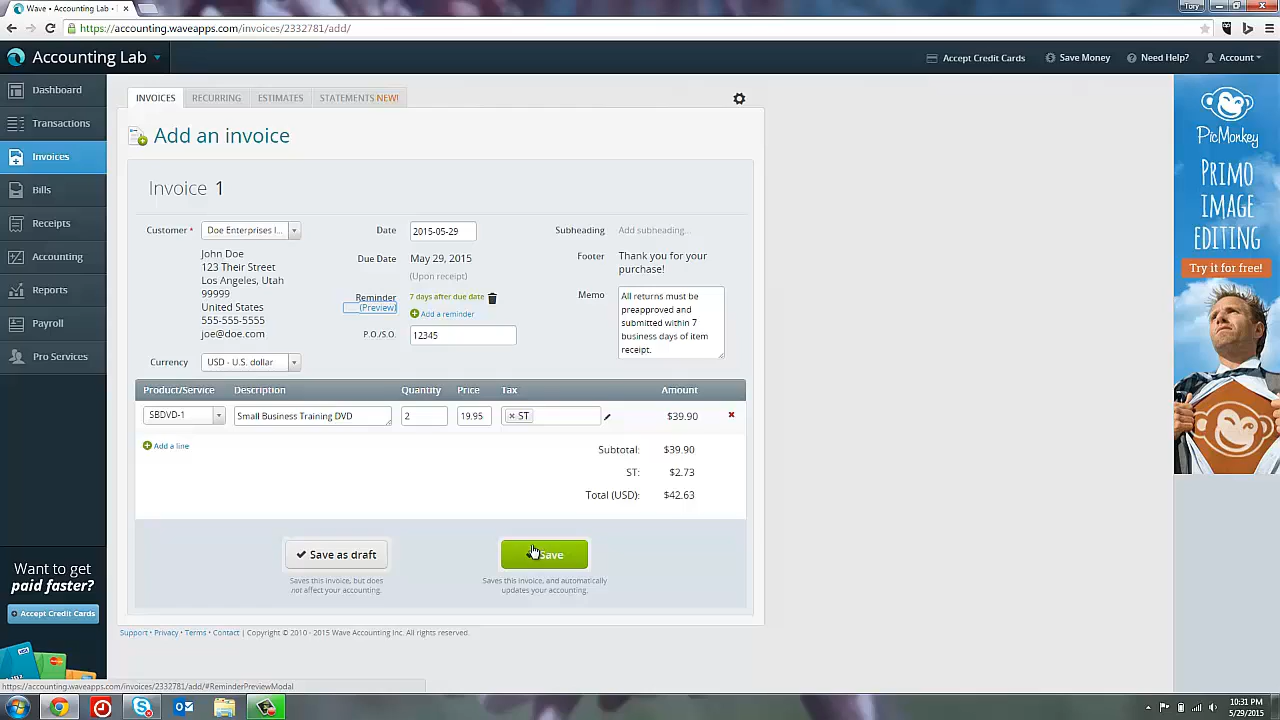 Wave • Accounting Lab
Tory
https://accounting.waveapps.com/invoices/2332781/add/
Accounting Lab
Accept Credit Cards
Save Money
Need Help?
Account
Dashboard
Transactions
Invoices
Bills
Receipts
Accounting
Reports
Payroll
Pro Services
INVOICES
RECURRING
ESTIMATES
STATEMENTS NEW!
Add an invoice
Invoice 1
Customer *
Doe Enterprises I...
John Doe
123 Their Street
Los Angeles, Utah
99999
United States
555-555-5555
joe@doe.com
Currency
USD - U.S. dollar
Date
2015-05-29
Due Date
May 29, 2015
(Upon receipt)
Reminder
(Preview)
7 days after due date
Add a reminder
P.O./S.O.
12345
Subheading
Add subheading...
Footer
Thank you for your
purchase!
Memo
All returns must be
preapproved and
submitted within 7
business days of item
receipt.
Product/Service Description Quantity Price Tax Amount
SBDVD-1 Small Business Training DVD 2 19.95 × ST $39.90
Add a line
Subtotal: $39.90
ST: $2.73
Total (USD): $42.63
Save as draft
Saves this invoice, but does
not affect your accounting.
Save
Saves this invoice, and automatically
updates your accounting.
Support • Privacy • Terms • Contact | Copyright © 2010 - 2015 Wave Accounting Inc. All rights reserved.
Want to get
paid faster?
Accept Credit Cards
VISA
PicMonkey
PRIMO
IMAGE
EDITING
Try it for free!
https://accounting.waveapps.com/invoices/2332781/add/#ReminderPreviewModal
10:31 PM
5/29/2015